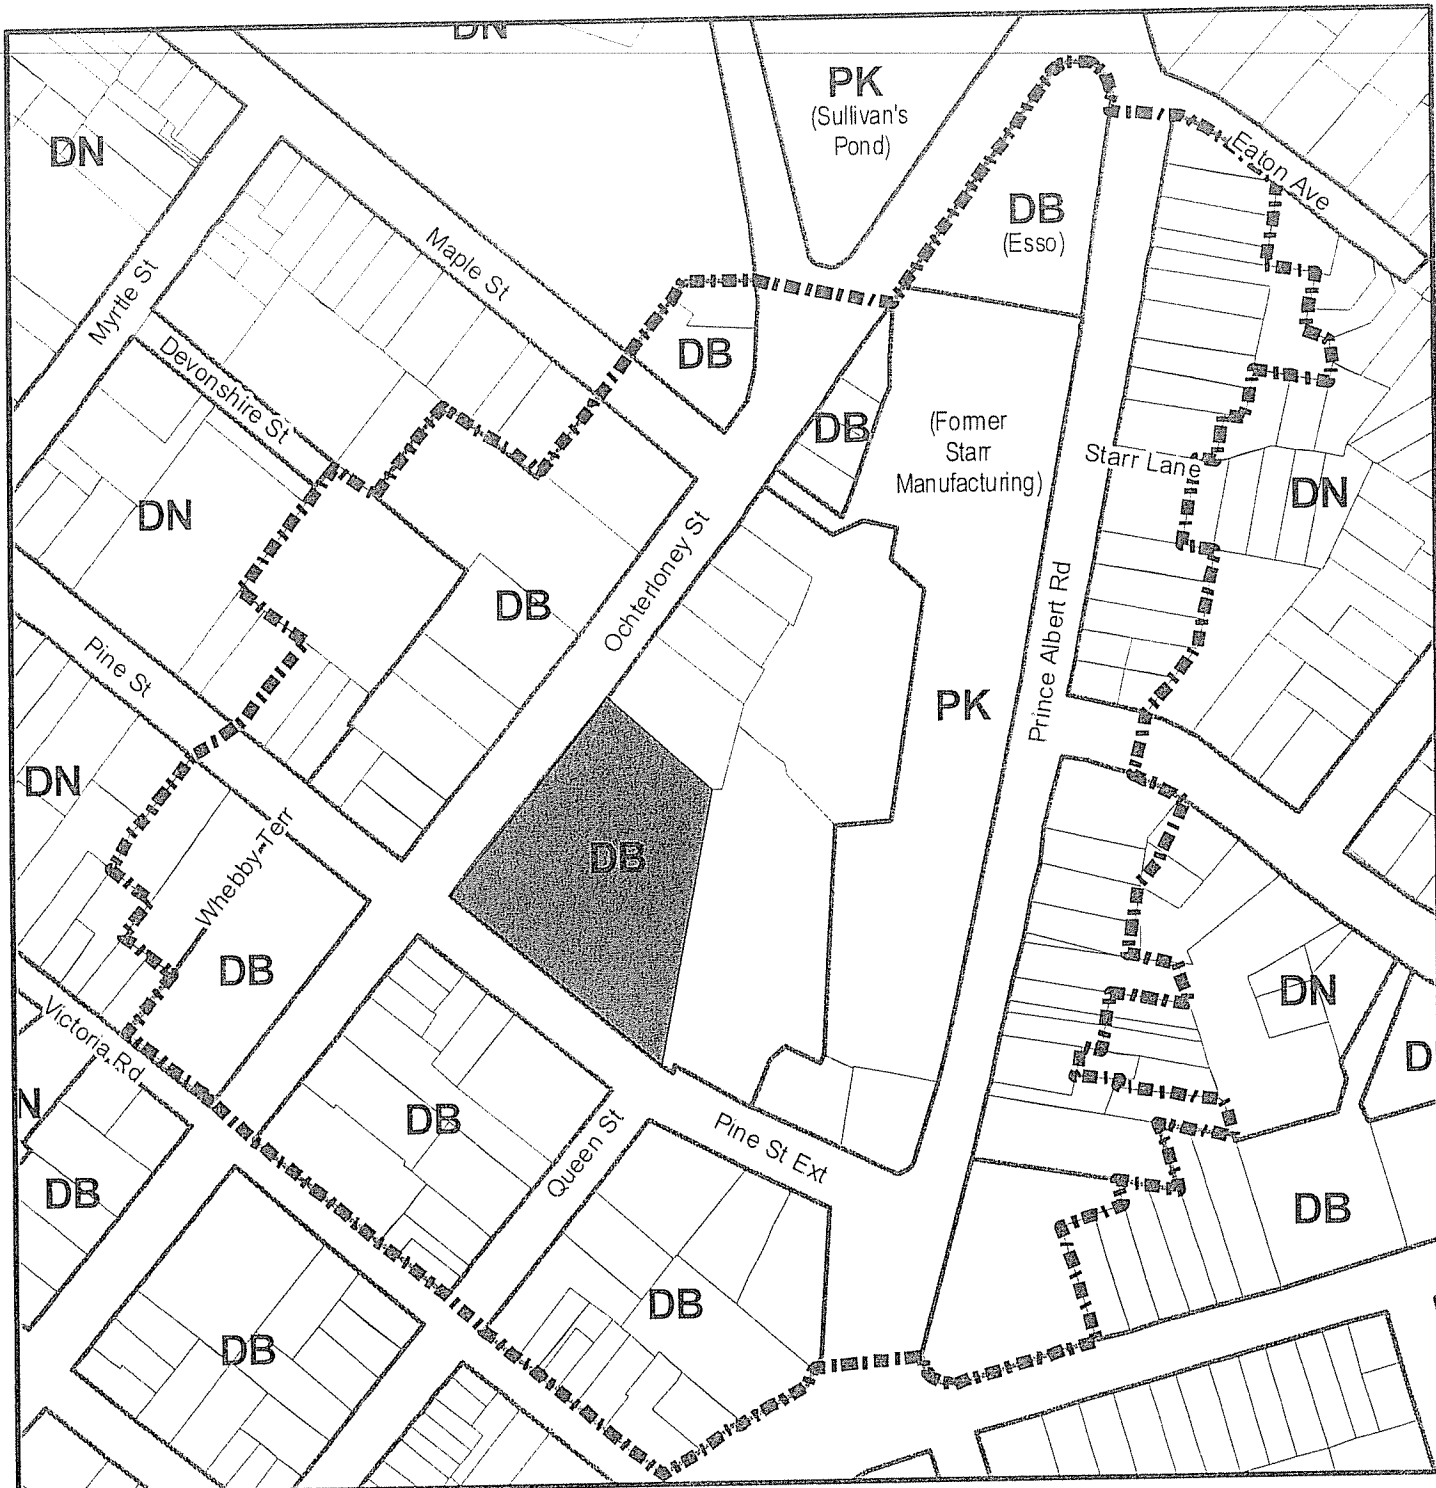 DN
PK
(Sullivan's
Pond)
DN
Eaton Ave
DB
(Esso)
Maple St
Myrtle St
DB
Devonshire St
DB
(Former
Starr
Manufacturing)
Starr Lane
DN
DN
Ochterloney St
DB
Prince Albert Rd
Pine St
PK
DN
Whebby Terr
DB
DB
DN
Victoria Rd
D
N
DB
Queen St
Pine St Ext
DB
DB
DB
DB